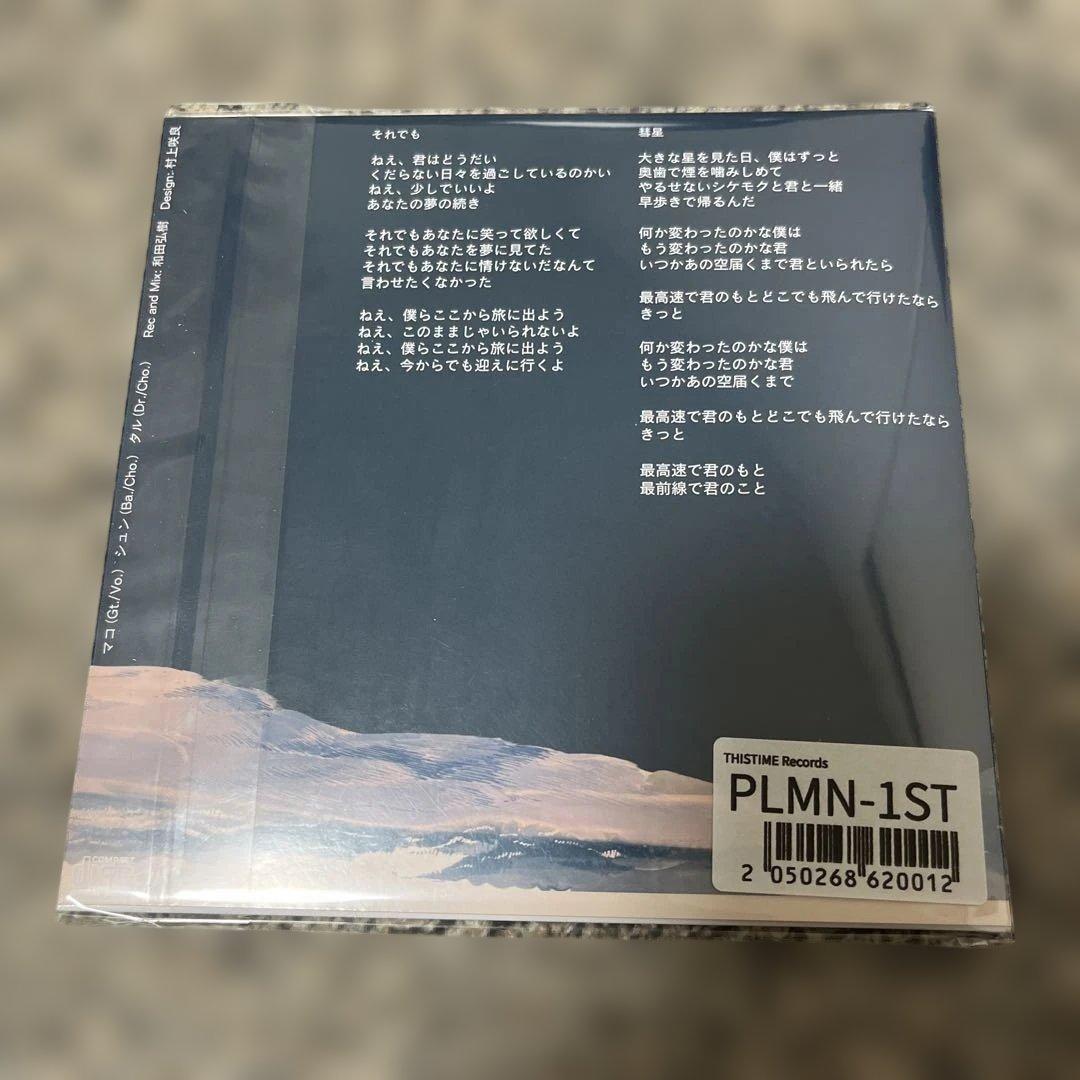 それでも
ねえ、君はどうだい
くだらない日々を過ごしているのかい
ねえ、少しでいいよ
あなたの夢の続き
それでもあなたに笑って欲しくて
それでもあなたを夢に見てた
それでもあなたに情けないだなんて
言わせたくなかった
ねえ、僕らここから旅に出よう
ねえ、このままじゃいられないよ
ねえ、僕らここから旅に出よう
ねえ、今からでも迎えに行くよ
彗星
大きな星を見た日、僕はずっと
奥歯で煙を噛みしめて
やるせないシケモクと君と一緒
早歩きで帰るんだ
何か変わったのかな僕は
もう変わったのかな君
いつかあの空届くまで君といられたら
最高速で君のもとどこでも飛んで行けたなら
きっと
何か変わったのかな僕は
もう変わったのかな君
いつかあの空届くまで
最高速で君のもとどこでも飛んで行けたなら
きっと
最高速で君のもと
最前線で君のこと
マコ (Gt./Vo.) シュン (Ba./Cho.) タル (Dr./Cho.) Rec and Mix: 和田弘樹 Design: 村上咲良
THISTIME Records
PLMN-1ST
2 050268 620012